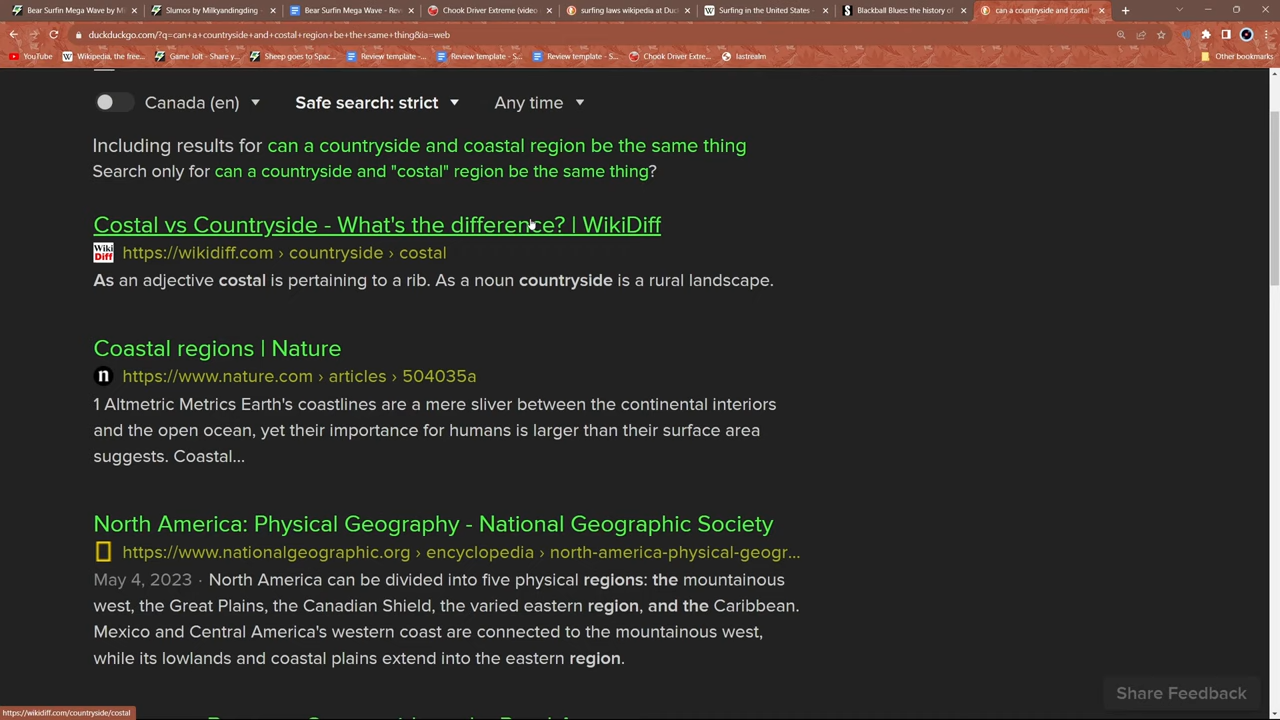 Bear Surfin Mega Wave by Mi
Slumos by Milkyandingding -
Bear Surfin Mega Wave - Rev
Chook Driver Extreme (video
surfing laws wikipedia at Duc
Surfing in the United States -
Blackball Blues: the history of
can a countryside and costal
duckduckgo.com/?q=can+a+countryside+and+costal+region+be+the+same+thing&ia=web
YouTube
Wikipedia, the free...
Game Jolt - Share y...
Sheep goes to Spac...
Review template -...
Review template - S...
Review template - S...
Chook Driver Extre...
lastrealm
Other bookmarks
Canada (en)
Safe search: strict
Any time
Including results for can a countryside and coastal region be the same thing
Search only for can a countryside and "costal" region be the same thing?
Costal vs Countryside - What's the difference? | WikiDiff
Wiki
Diff
https://wikidiff.com › countryside › costal
As an adjective costal is pertaining to a rib. As a noun countryside is a rural landscape.
Coastal regions | Nature
n
https://www.nature.com › articles › 504035a
1 Altmetric Metrics Earth's coastlines are a mere sliver between the continental interiors
and the open ocean, yet their importance for humans is larger than their surface area
suggests. Coastal...
North America: Physical Geography - National Geographic Society
https://www.nationalgeographic.org › encyclopedia › north-america-physical-geogr...
May 4, 2023 · North America can be divided into five physical regions: the mountainous
west, the Great Plains, the Canadian Shield, the varied eastern region, and the Caribbean.
Mexico and Central America's western coast are connected to the mountainous west,
while its lowlands and coastal plains extend into the eastern region.
Share Feedback
https://wikidiff.com/countryside/costal